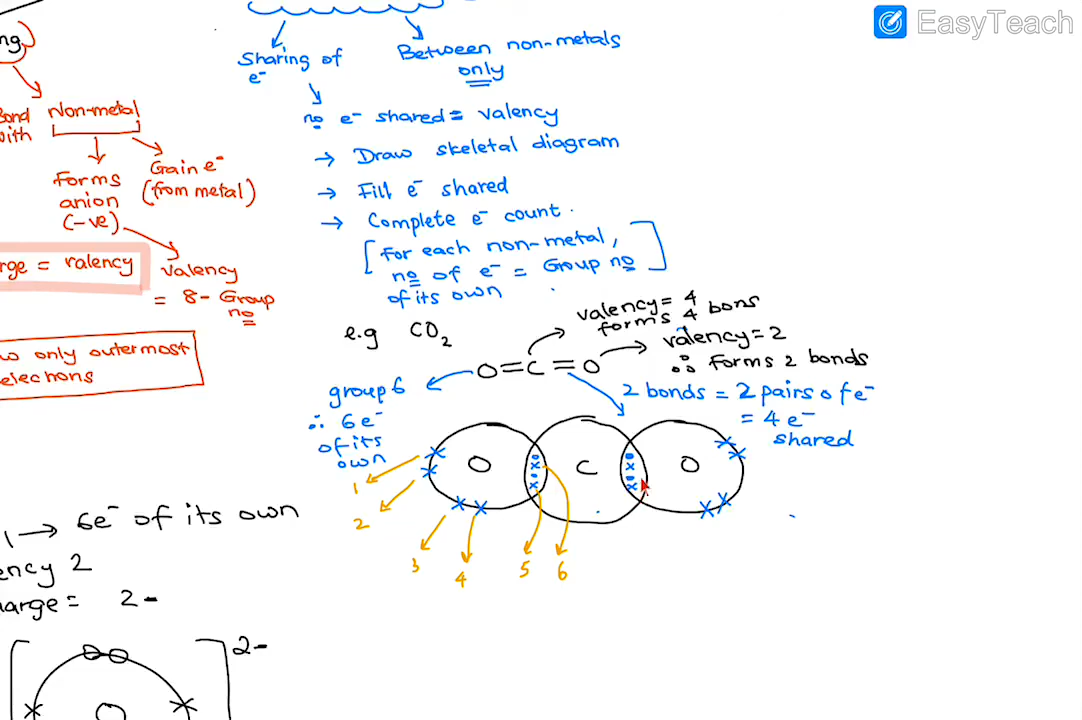 EasyTeach
ng
Sharing of
e⁻
Between non-metals
only
Bond
with
Non-metal
no e⁻ shared = valency
→ Draw skeletal diagram
→ Fill e⁻ shared
→ Complete e⁻ count.
[For each non-metal,
no of e⁻ = Group no]
of its own
Forms
anion
(-ve)
Gain e⁻
(from metal)
rge = valency
valency
= 8 - Group
no
only outermost
electrons
e.g CO₂
valency = 4
forms 4 bons
valency = 2
∴ forms 2 bonds
O=C=O
group 6
∴ 6e⁻
of its
own
2 bonds = 2 pairs of e⁻
= 4 e⁻
shared
O C O
1
2
3
4
5
6
1 → 6e⁻ of its own
ency 2
harge = 2-
2-
O